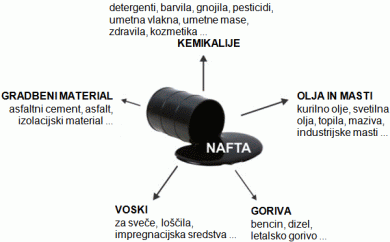 detergenti, barvila, gnojila, pesticidi,
umetna vlakna, umetne mase,
zdravila, kozmetika ...
KEMIKALIJE
GRADBENI MATERIAL
asfaltni cement, asfalt,
izolacijski material ...
OLJA IN MASTI
kurilno olje, svetilna
olja, topila, maziva,
industrijske masti ...
NAFTA
VOSKI
za sveče, loščila,
impregnacijska sredstva ...
GORIVA
bencin, dizel,
letalsko gorivo ...